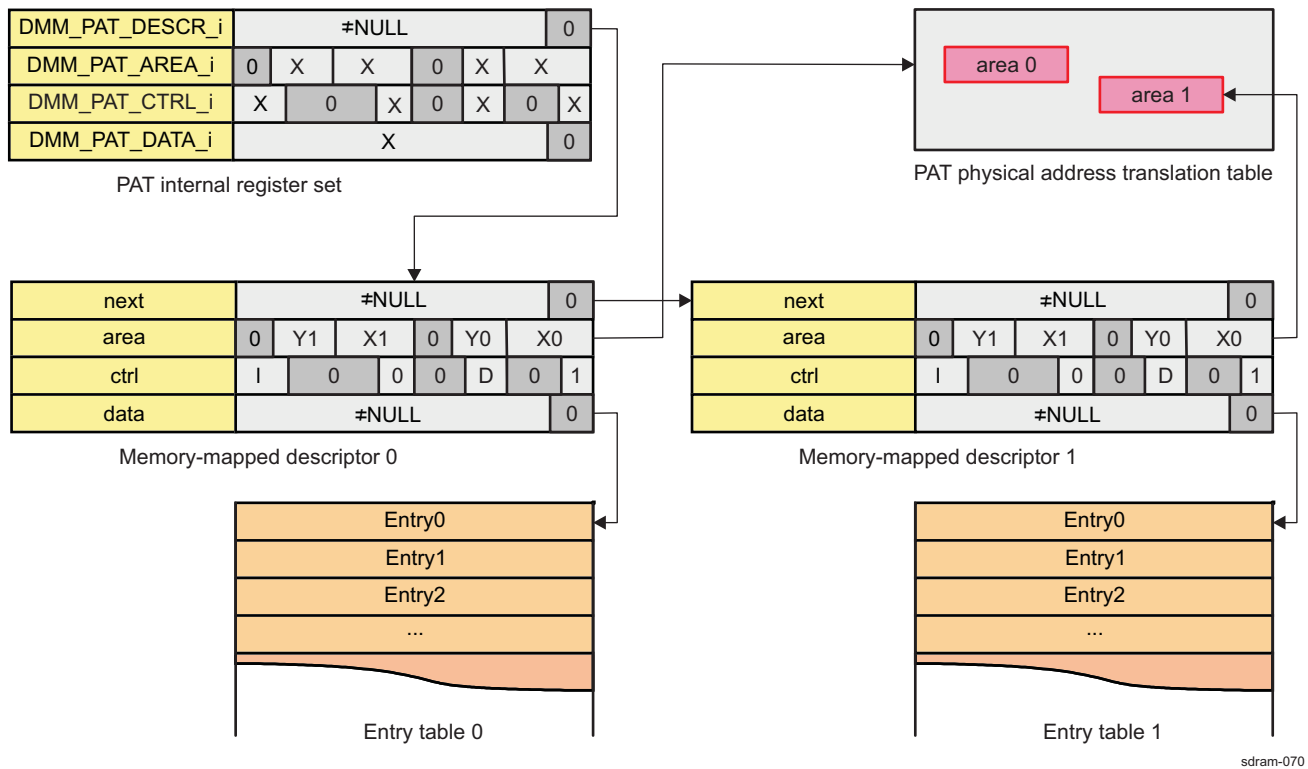 DMM_PAT_DESCR_i ≠NULL 0
DMM_PAT_AREA_i 0 X X 0 X X
DMM_PAT_CTRL_i X 0 X 0 X 0 X
DMM_PAT_DATA_i X 0
PAT internal register set
area 0
area 1
PAT physical address translation table
next ≠NULL 0
area 0 Y1 X1 0 Y0 X0
ctrl I 0 0 0 D 0 1
data ≠NULL 0
Memory-mapped descriptor 0
next ≠NULL 0
area 0 Y1 X1 0 Y0 X0
ctrl I 0 0 0 D 0 1
data ≠NULL 0
Memory-mapped descriptor 1
Entry0
Entry1
Entry2
...
Entry table 0
Entry0
Entry1
Entry2
...
Entry table 1
sdram-070